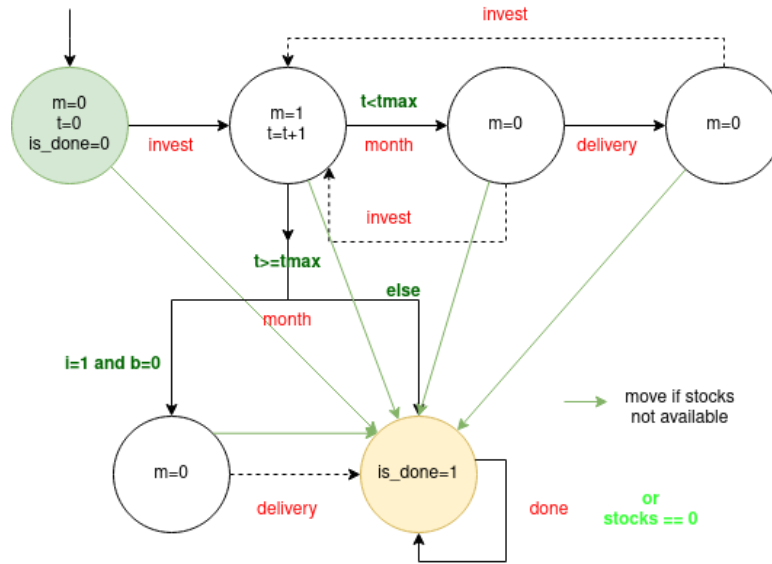 invest
m=0
t=0
is_done=0
invest
m=1
t=t+1
t<tmax
month
m=0
delivery
m=0
invest
t>=tmax
else
month
i=1 and b=0
move if stocks
not available
m=0
delivery
is_done=1
done
or
stocks == 0